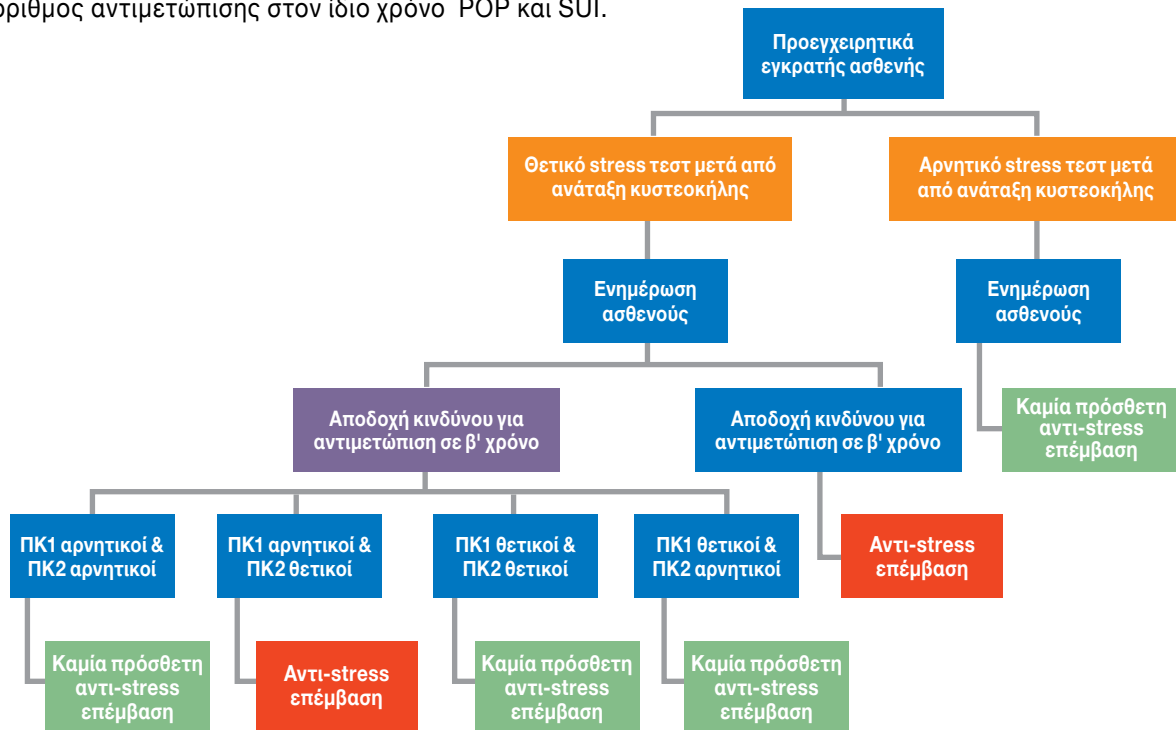 όριθμος αντιμετώπισης στον ίδιο χρόνο POP και SUI.
Προεγχειρητικά
εγκρατής ασθενής
Θετικό stress τεστ μετά από
ανάταξη κυστεοκήλης
Αρνητικό stress τεστ μετά
από ανάταξη κυστεοκήλης
Ενημέρωση
ασθενούς
Ενημέρωση
ασθενούς
Αποδοχή κινδύνου για
αντιμετώπιση σε β' χρόνο
Αποδοχή κινδύνου για
αντιμετώπιση σε β' χρόνο
Καμία πρόσθετη
αντι-stress
επέμβαση
ΠΚ1 αρνητικοί &
ΠΚ2 αρνητικοί
ΠΚ1 αρνητικοί &
ΠΚ2 θετικοί
ΠΚ1 θετικοί &
ΠΚ2 θετικοί
ΠΚ1 θετικοί &
ΠΚ2 αρνητικοί
Αντι-stress
επέμβαση
Καμία πρόσθετη
αντι-stress
επέμβαση
Αντι-stress
επέμβαση
Καμία πρόσθετη
αντι-stress
επέμβαση
Καμία πρόσθετη
αντι-stress
επέμβαση